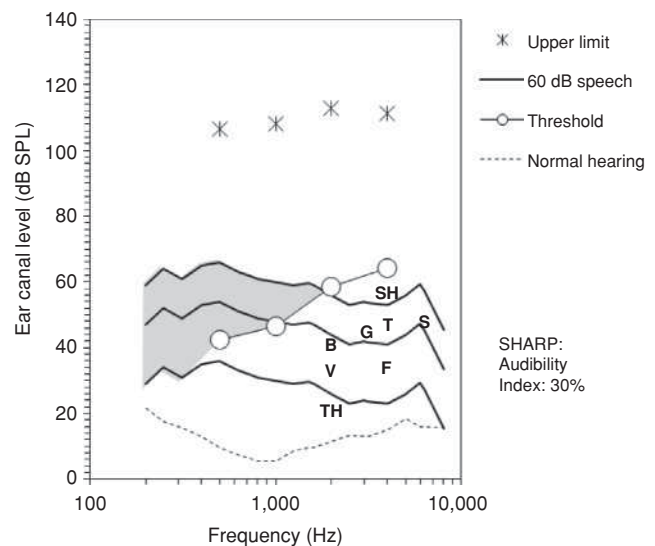 140
120
100
80
60
40
20
0
100
1,000
10,000
Ear canal level (dB SPL)
Frequency (Hz)
SH
T
S
G
B
V
F
TH
Upper limit
60 dB speech
Threshold
Normal hearing
SHARP:
Audibility
Index: 30%